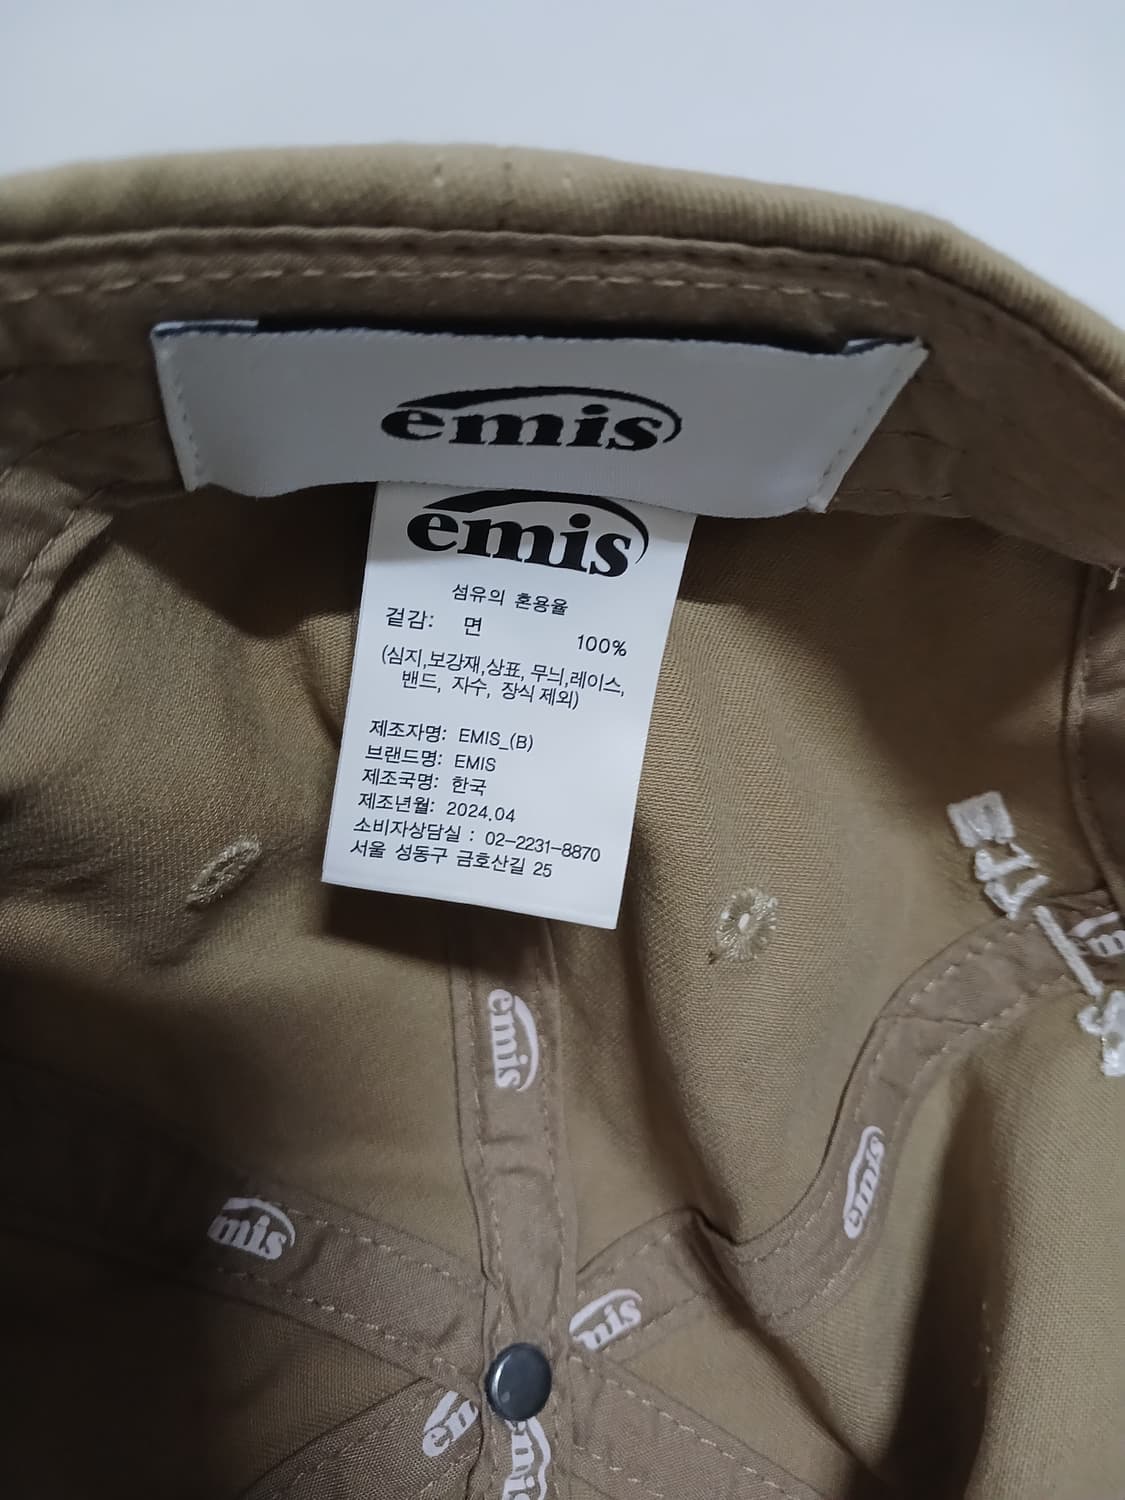 emis
emis
섬유의 혼용율
겉감: 면 100%
(심지,보강재,상표, 무늬,레이스,
밴드, 자수, 장식 제외)
제조자명: EMIS_(B)
브랜드명: EMIS
제조국명: 한국
제조년월: 2024.04
소비자상담실 : 02-2231-8870
서울 성동구 금호산길 25
emis
emis
mis
mis
em
emis